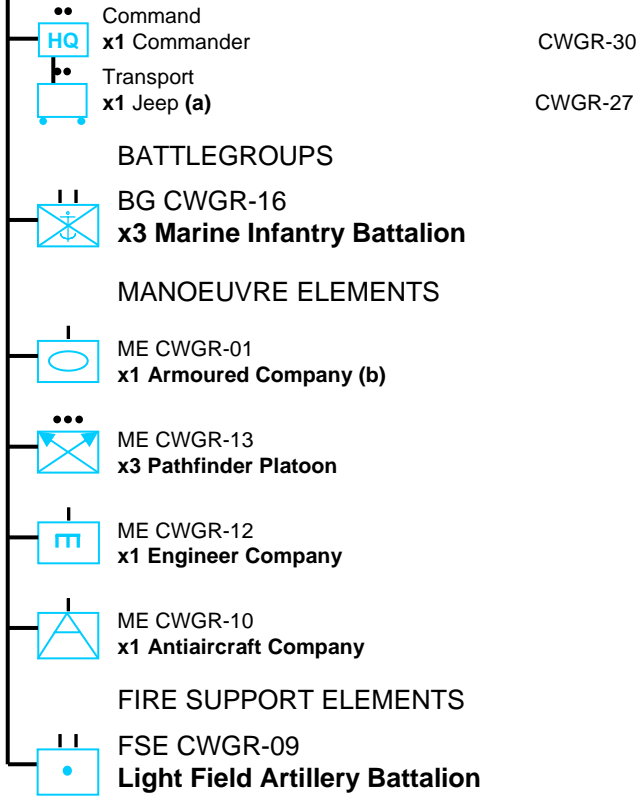 Command
HQ x1 Commander CWGR-30
Transport
x1 Jeep (a) CWGR-27
BATTLEGROUPS
BG CWGR-16
x3 Marine Infantry Battalion
MANOEUVRE ELEMENTS
ME CWGR-01
x1 Armoured Company (b)
ME CWGR-13
x3 Pathfinder Platoon
ME CWGR-12
x1 Engineer Company
ME CWGR-10
x1 Antiaircraft Company
FIRE SUPPORT ELEMENTS
FSE CWGR-09
Light Field Artillery Battalion